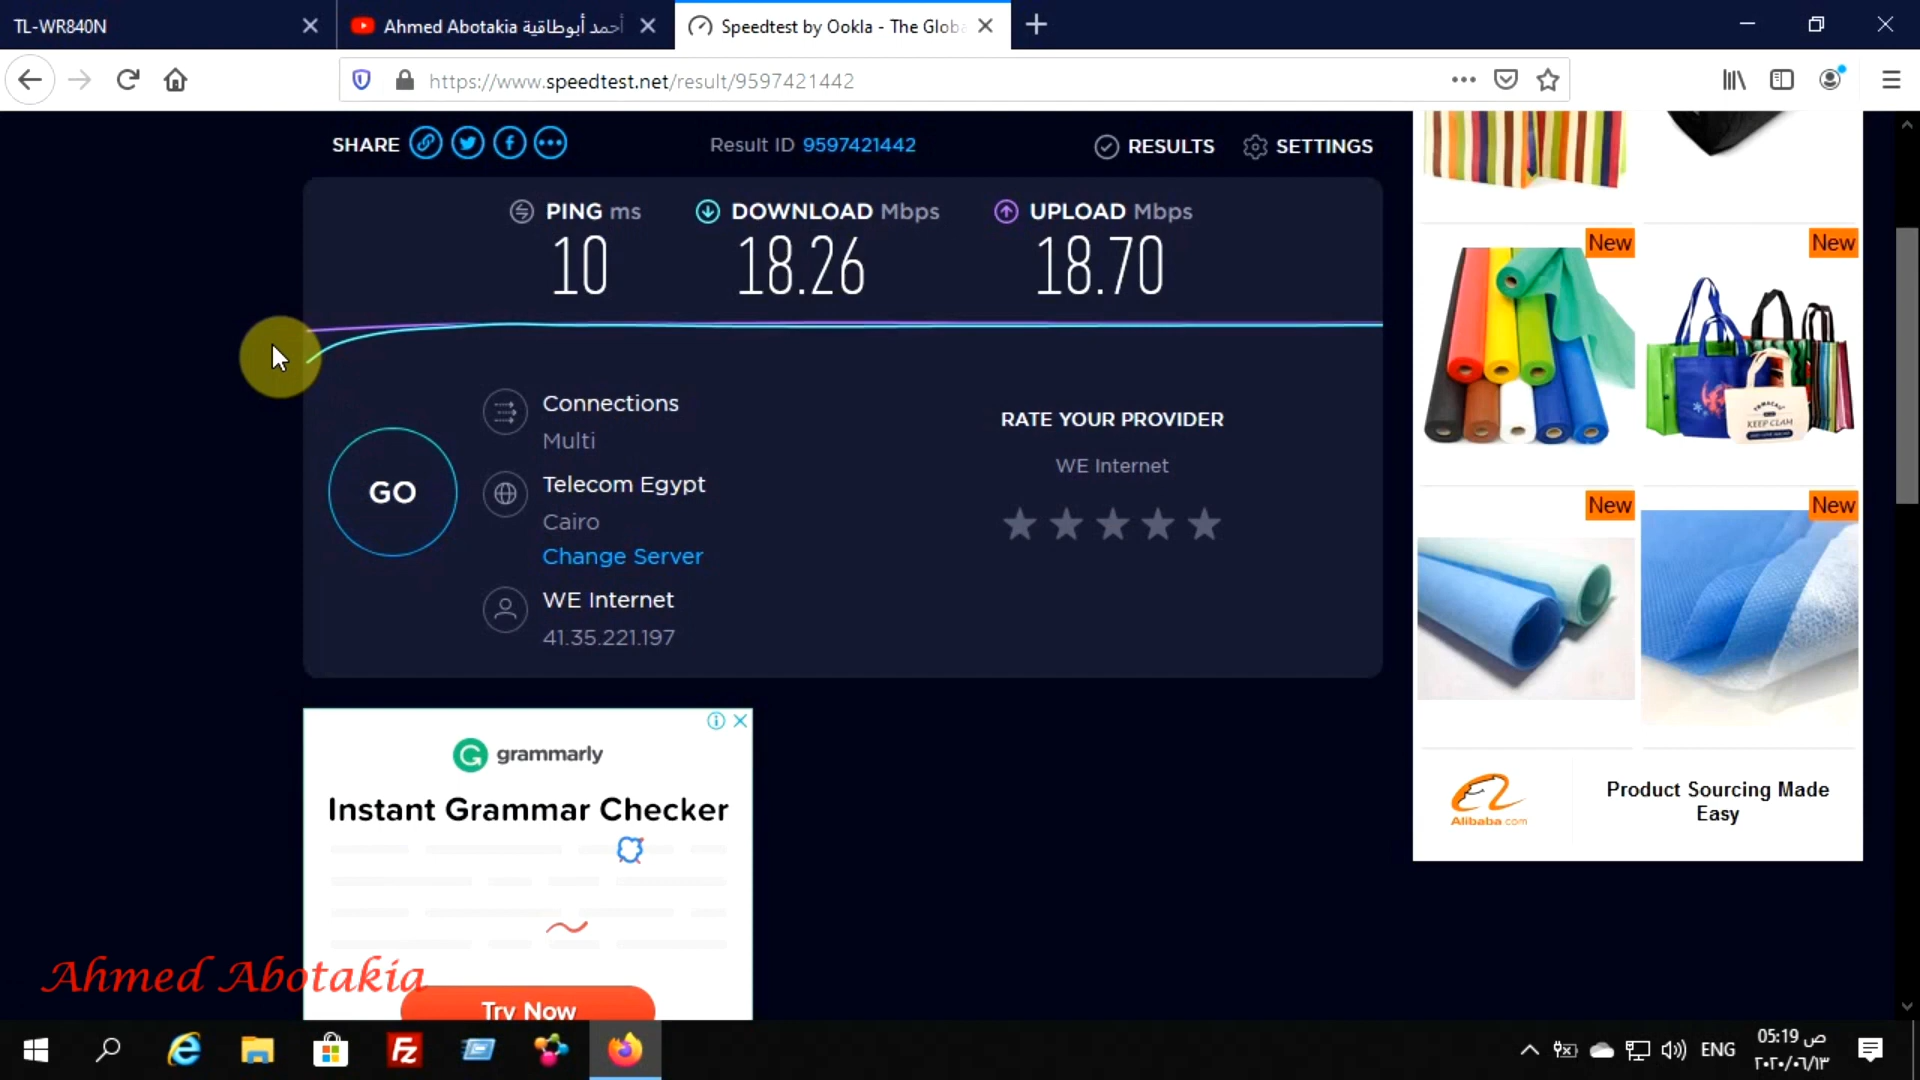 TL-WR840N
Ahmed Abotakia أحمد أبوطاقية
Speedtest by Ookla - The Globa
https://www.speedtest.net/result/9597421442
SHARE
Result ID 9597421442
RESULTS
SETTINGS
PING ms
DOWNLOAD Mbps
UPLOAD Mbps
10
18.26
18.70
Connections
Multi
GO
Telecom Egypt
Cairo
Change Server
WE Internet
41.35.221.197
RATE YOUR PROVIDER
WE Internet
New
New
KEEP CLAM
New
New
Alibaba.com
Product Sourcing Made
Easy
grammarly
Instant Grammar Checker
Try Now
Ahmed Abotakia
ENG
05:19 ص
٢٠٢٠/٠٦/١٣